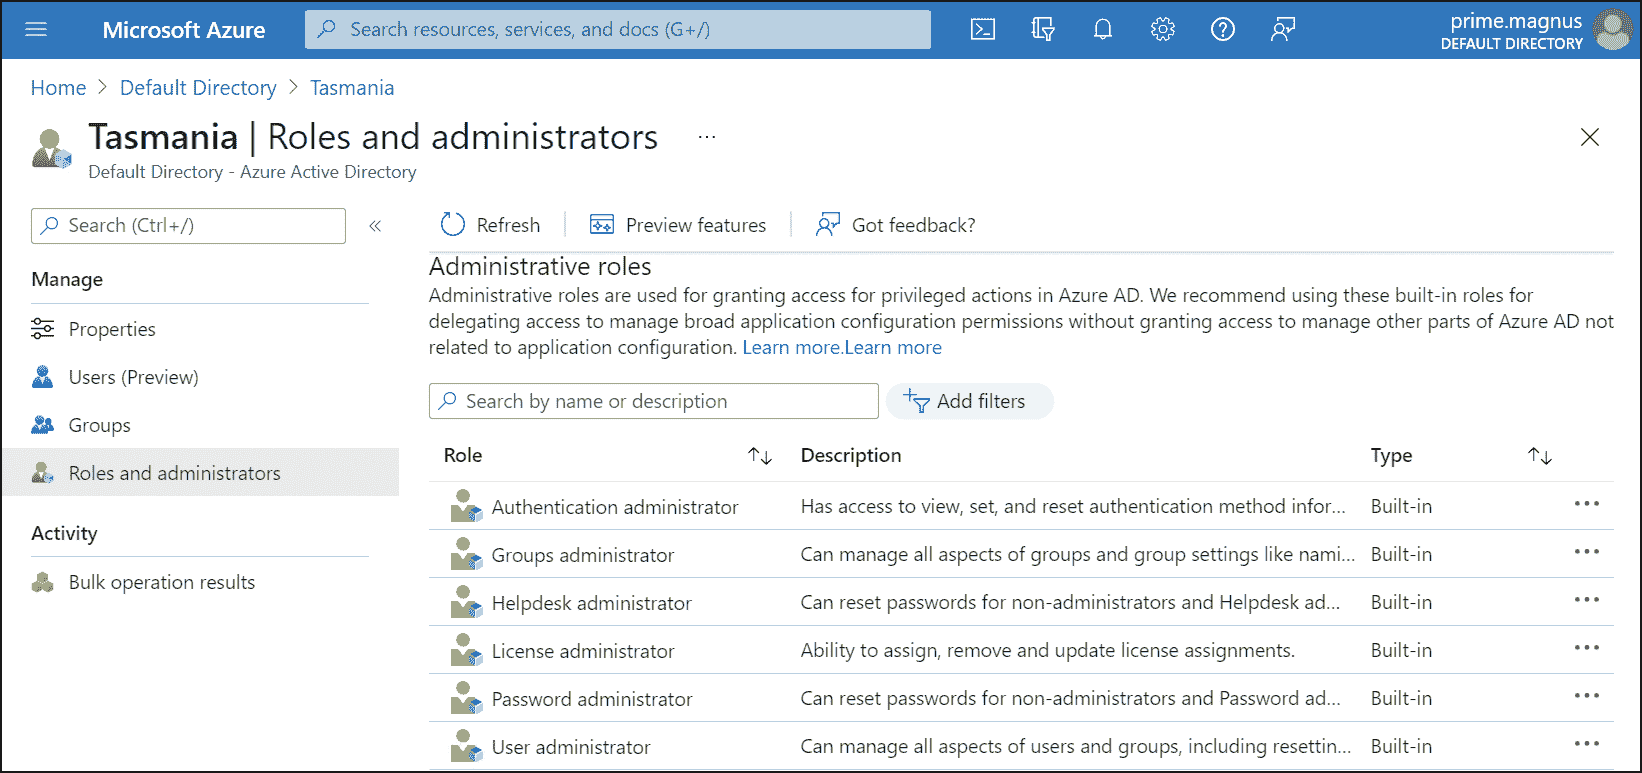 Microsoft Azure
Search resources, services, and docs (G+/)
prime.magnus
DEFAULT DIRECTORY
Home > Default Directory > Tasmania
Tasmania | Roles and administrators ...
Default Directory - Azure Active Directory
Search (Ctrl+/) «
Refresh
Preview features
Got feedback?
Manage
Properties
Users (Preview)
Groups
Roles and administrators
Activity
Bulk operation results
Administrative roles
Administrative roles are used for granting access for privileged actions in Azure AD. We recommend using these built-in roles for
delegating access to manage broad application configuration permissions without granting access to manage other parts of Azure AD not
related to application configuration. Learn more.Learn more
Search by name or description
Add filters
Role Description Type
Authentication administrator Has access to view, set, and reset authentication method infor... Built-in ...
Groups administrator Can manage all aspects of groups and group settings like nami... Built-in ...
Helpdesk administrator Can reset passwords for non-administrators and Helpdesk ad... Built-in ...
License administrator Ability to assign, remove and update license assignments. Built-in ...
Password administrator Can reset passwords for non-administrators and Password ad... Built-in ...
User administrator Can manage all aspects of users and groups, including resettin... Built-in ...